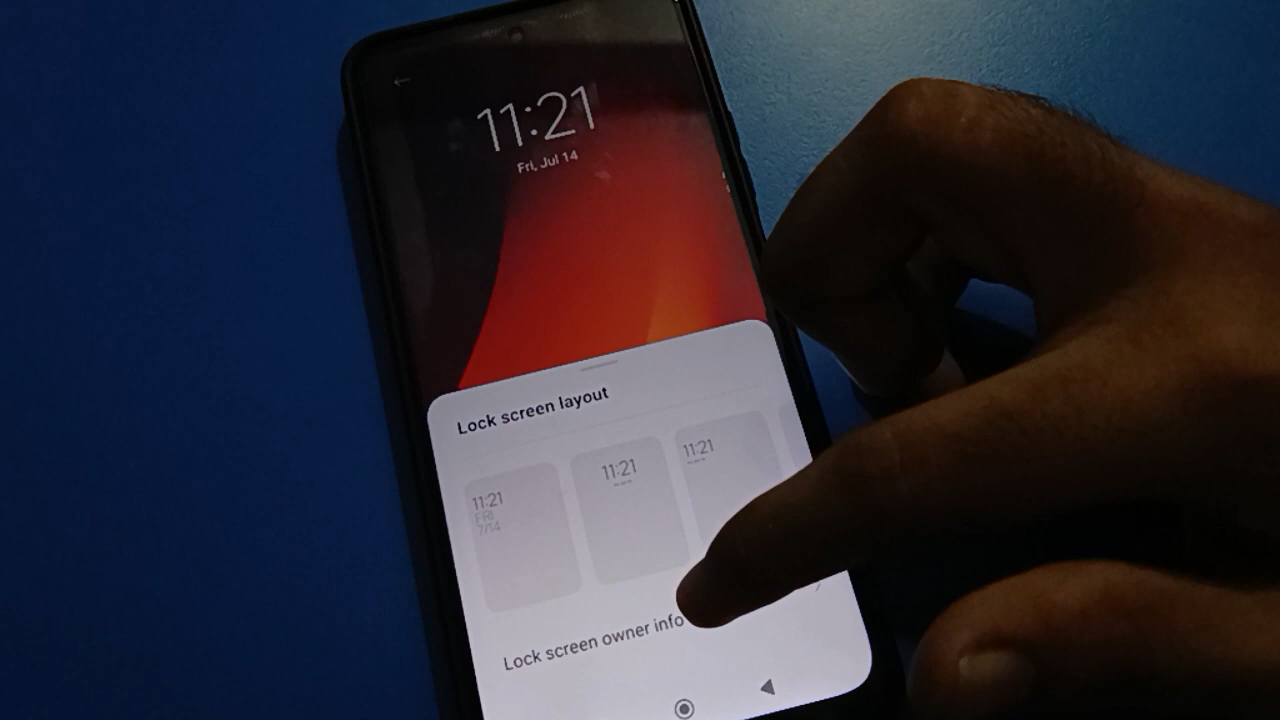 11:21
Fri, Jul 14
Lock screen layout
11:21
FRI
7/14
11:21
11:21
Lock screen owner info